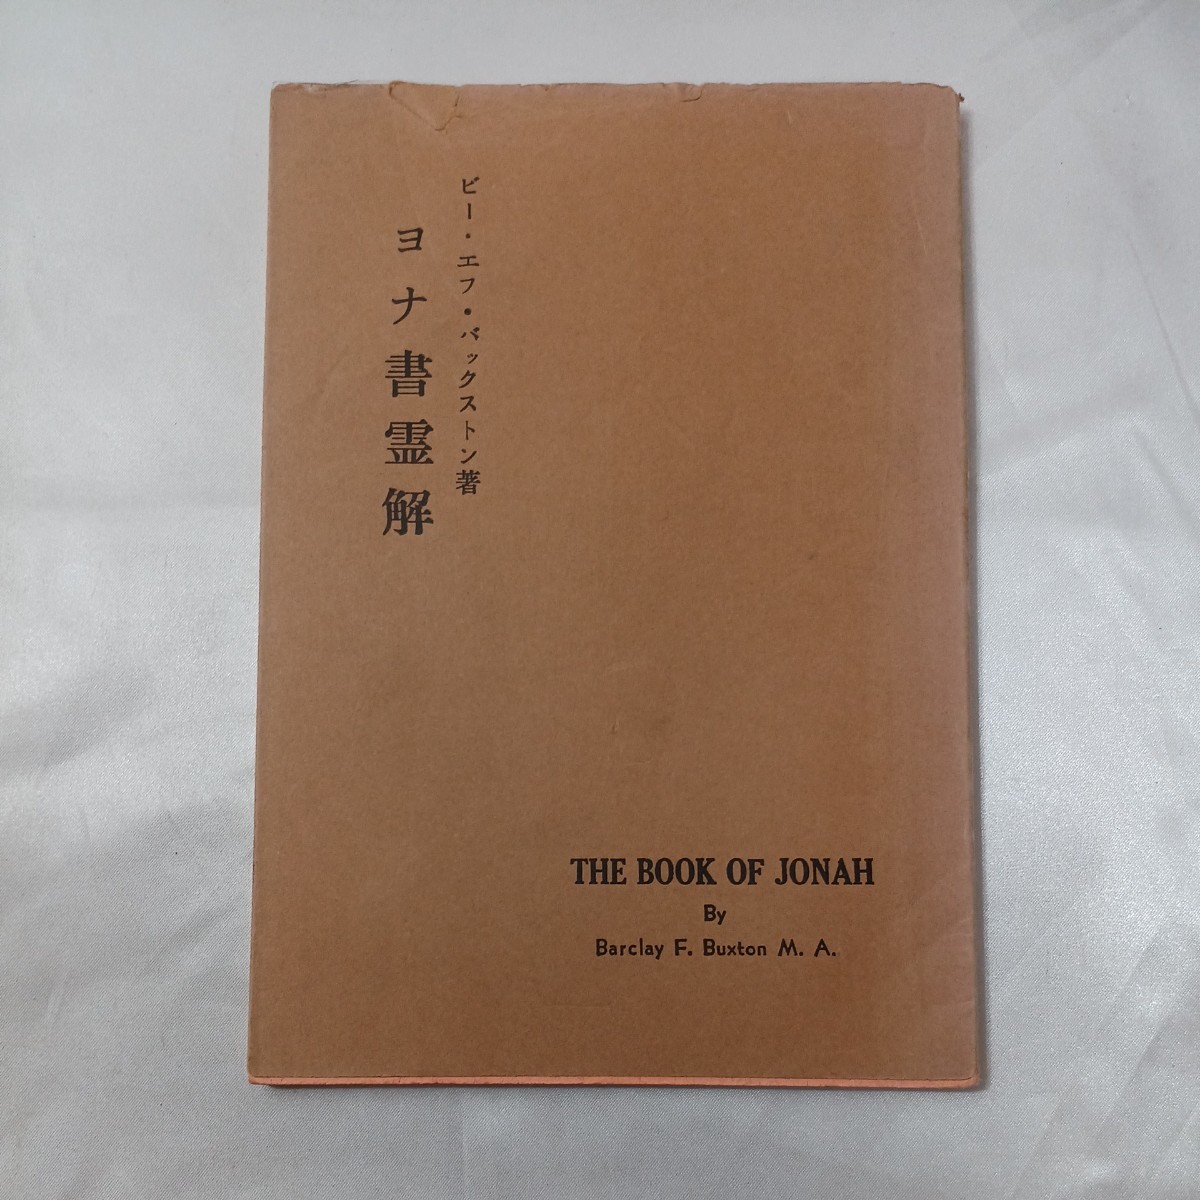 ビー・エフ・バックストン著
ヨナ書霊解
THE BOOK OF JONAH
By
Barclay F. Buxton M. A.